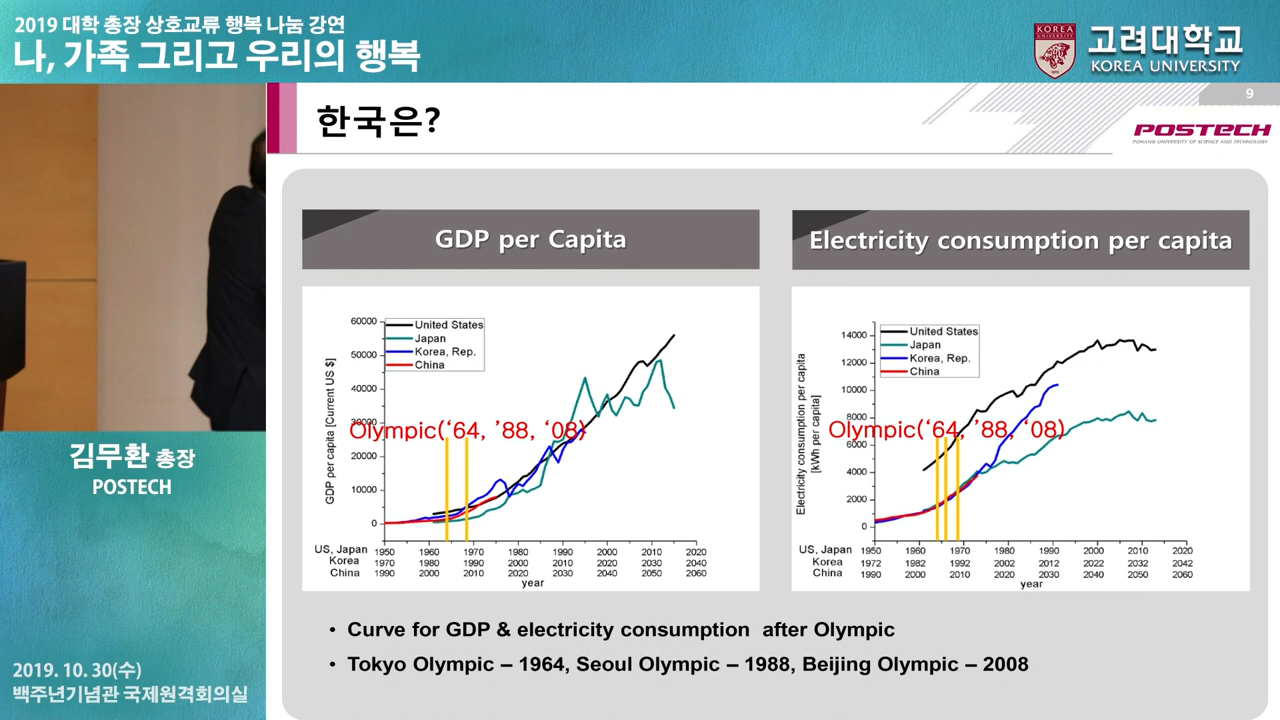 2019 대학 총장 상호교류 행복 나눔 강연
나, 가족 그리고 우리의 행복
KOREA
UNIVERSITY
1905
고려대학교
KOREA UNIVERSITY
9
한국은?
POSTECH
POHANG UNIVERSITY OF SCIENCE AND TECHNOLOGY
GDP per Capita
GDP per capita [Current US $]
60000
50000
40000
30000
20000
10000
0
United States
Japan
Korea, Rep.
China
Olympic(‘64, ’88, ‘08)
US, Japan 1950 1960 1970 1980 1990 2000 2010 2020
Korea 1970 1980 1990 2000 2010 2020 2030 2040
China 1990 2000 2010 2020 2030 2040 2050 2060
year
Electricity consumption per capita
Electricity consumption per capita
[kWh per capita]
14000
12000
10000
8000
6000
4000
2000
0
United States
Japan
Korea, Rep.
China
Olympic(‘64, ’88, ‘08)
US, Japan 1950 1960 1970 1980 1990 2000 2010 2020
Korea 1972 1982 1992 2002 2012 2022 2032 2042
China 1990 2000 2010 2020 2030 2040 2050 2060
year
• Curve for GDP & electricity consumption after Olympic
• Tokyo Olympic – 1964, Seoul Olympic – 1988, Beijing Olympic – 2008
김무환 총장
POSTECH
2019. 10. 30(수)
백주년기념관 국제원격회의실